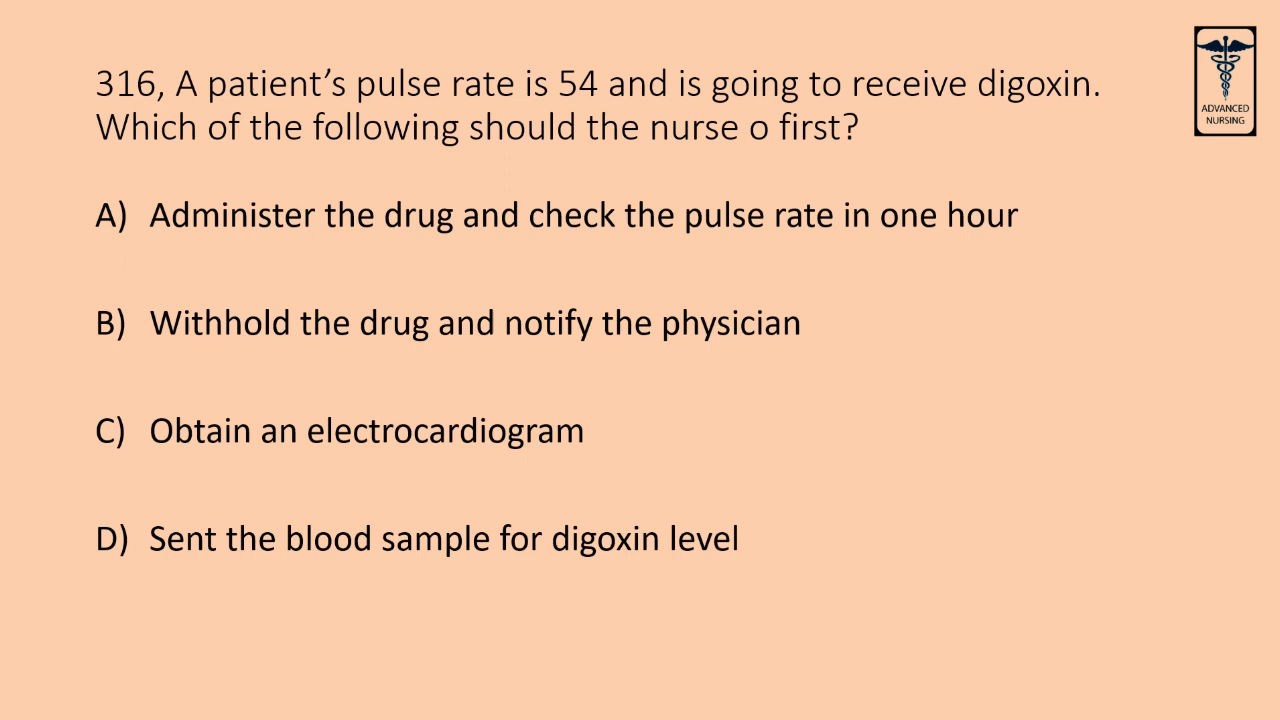 316, A patient’s pulse rate is 54 and is going to receive digoxin.
Which of the following should the nurse o first?
ADVANCED
NURSING
A) Administer the drug and check the pulse rate in one hour
B) Withhold the drug and notify the physician
C) Obtain an electrocardiogram
D) Sent the blood sample for digoxin level